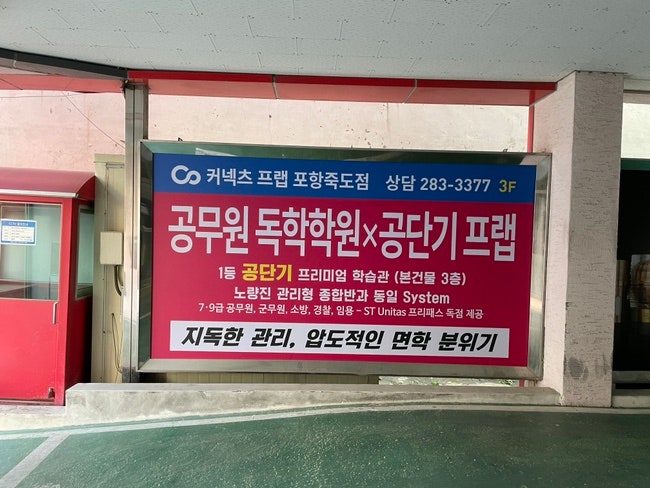 커넥츠 프랩 포항죽도점 상담 283-3377 3F
공무원 독학학원×공단기 프랩
1등 공단기 프리미엄 학습관 (본건물 3층)
노량진 관리형 종합반과 동일 System
7·9급 공무원, 군무원, 소방, 경찰, 임용 – ST Unitas 프리패스 독점 제공
지독한 관리, 압도적인 면학 분위기